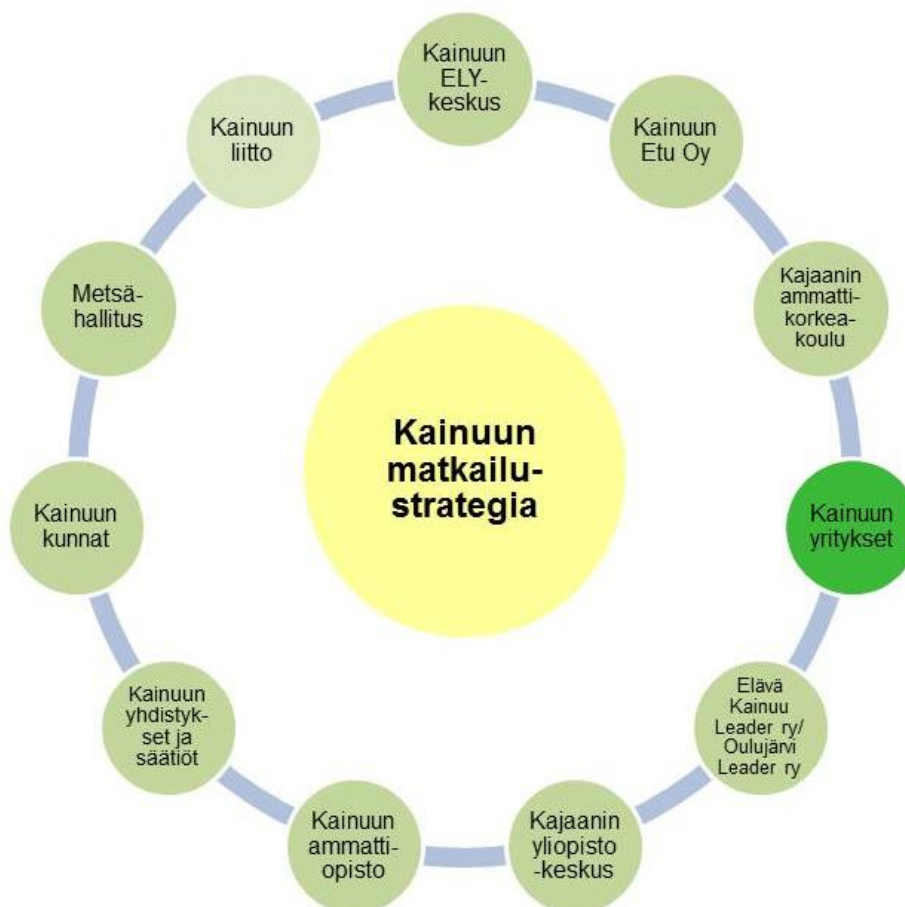 Kainuun
ELY-
keskus
Kainuun
Etu Oy
Kajaanin
ammatti-
korkea-
koulu
Kainuun
yritykset
Elävä
Kainuu
Leader ry/
Oulujärvi
Leader ry
Kajaanin
yliopisto
-keskus
Kainuun
ammatti-
opisto
Kainuun
yhdistyk-
set ja
säätiöt
Kainuun
kunnat
Metsä-
hallitus
Kainuun
liitto
Kainuun
matkailu-
strategia